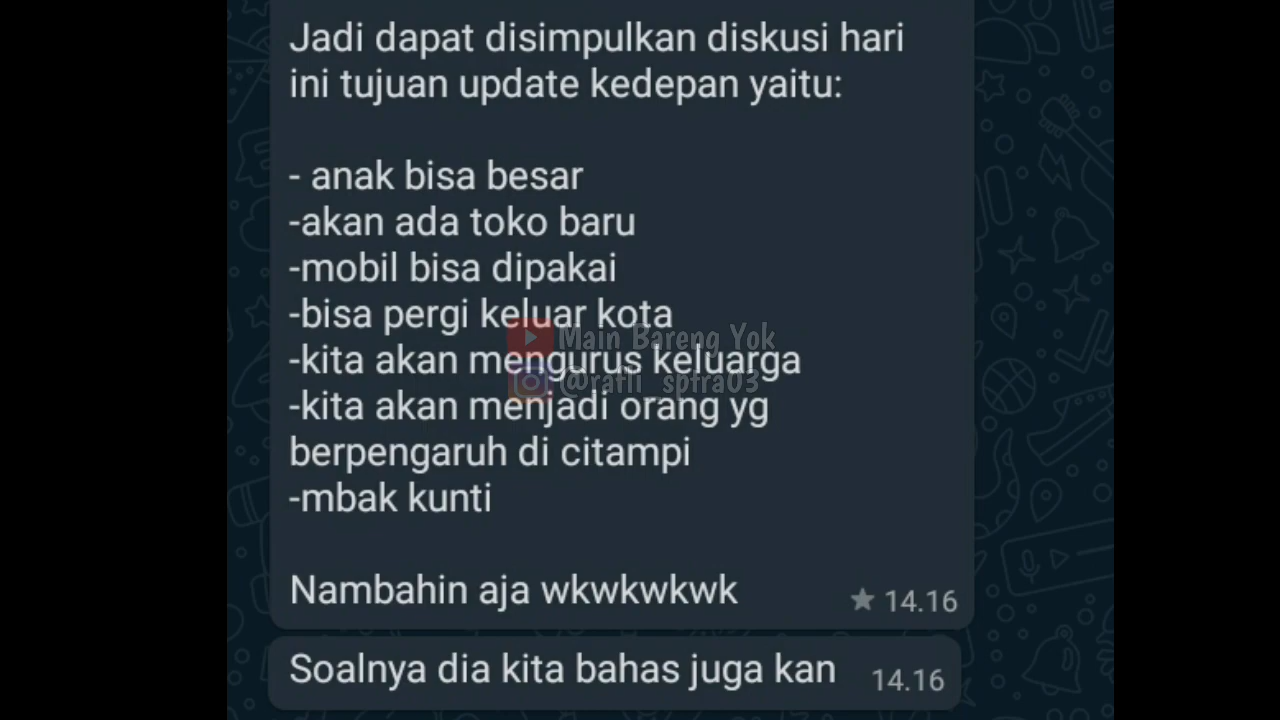 Jadi dapat disimpulkan diskusi hari
ini tujuan update kedepan yaitu:
- anak bisa besar
-akan ada toko baru
-mobil bisa dipakai
-bisa pergi keluar kota
Main Bareng Yok
-kita akan mengurus keluarga
@rafli_sptra03
-kita akan menjadi orang yg
berpengaruh di citampi
-mbak kunti
Nambahin aja wkwkwkwk
14.16
Soalnya dia kita bahas juga kan
14.16